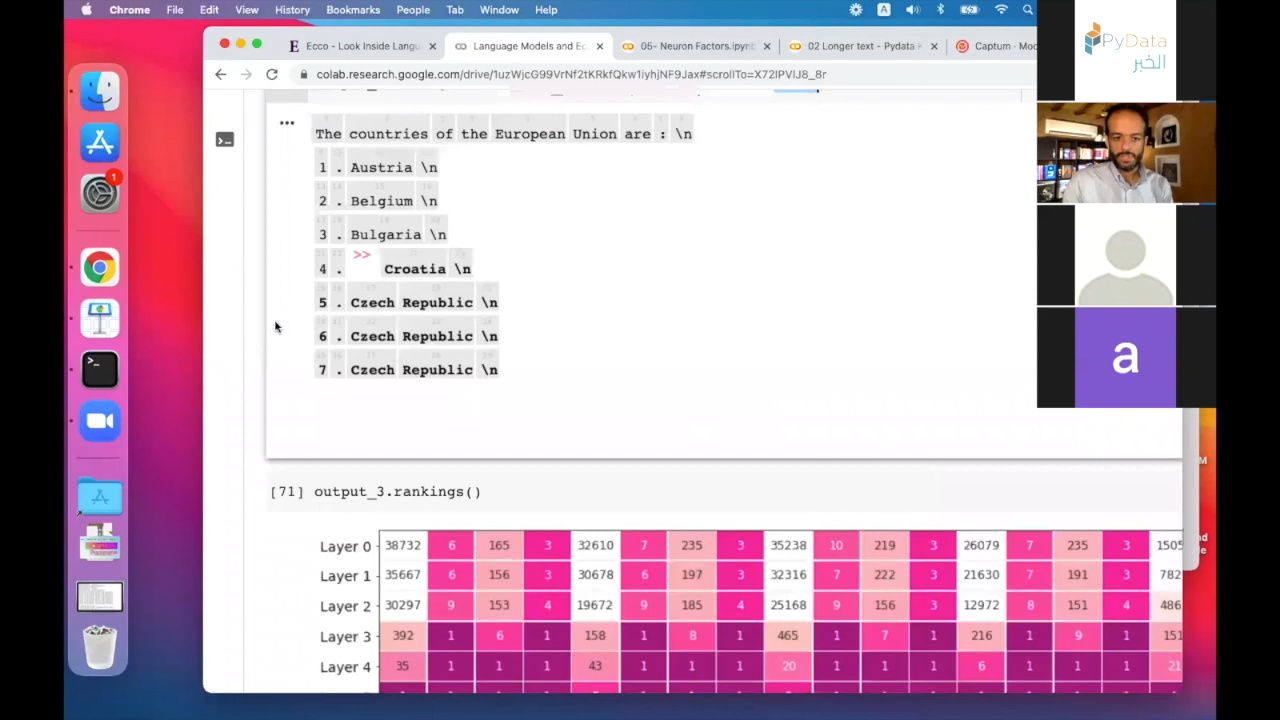 Chrome File Edit View History Bookmarks People Tab Window Help A
PyData
الخبر
E Ecco - Look Inside Langu × Language Models and Ec × 05- Neuron Factors.ipynb × 02 Longer text - Pydata × Captum · Mod
colab.research.google.com/drive/1uzWjcG99VrNf2tKRkfQkw1iyhjNF9Jax#scrollTo=X72IPVlJ8_8r
The countries of the European Union are : \n
1 . Austria \n
2 . Belgium \n
3 . Bulgaria \n
4 . >> Croatia \n
5 . Czech Republic \n
6 . Czech Republic \n
7 . Czech Republic \n
1
a
[71] output_3.rankings()
Layer 0 38732 6 165 3 32610 7 235 3 35238 10 219 3 26079 7 235 3 1505
Layer 1 35667 6 156 3 30678 6 197 3 32316 7 222 3 21630 7 191 3 782
Layer 2 30297 9 153 4 19672 9 185 4 25168 9 156 3 12972 8 151 4 486
Layer 3 392 1 6 1 158 1 8 1 465 1 7 1 216 1 9 1 151
Layer 4 35 1 1 1 43 1 1 1 20 1 1 1 6 1 1 1 21